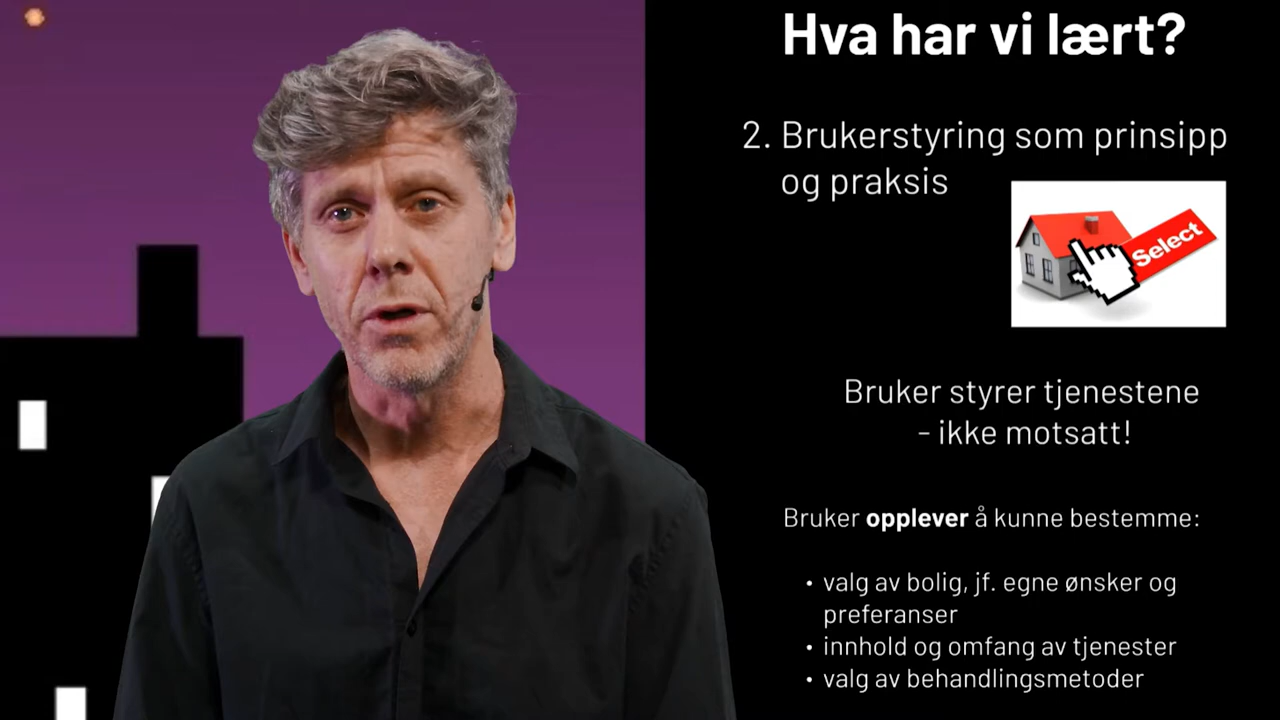 Hva har vi lært?
2. Brukerstyring som prinsipp
og praksis
Select
Bruker styrer tjenestene
- ikke motsatt!
Bruker opplever å kunne bestemme:
• valg av bolig, jf. egne ønsker og
preferanser
• innhold og omfang av tjenester
• valg av behandlingsmetoder